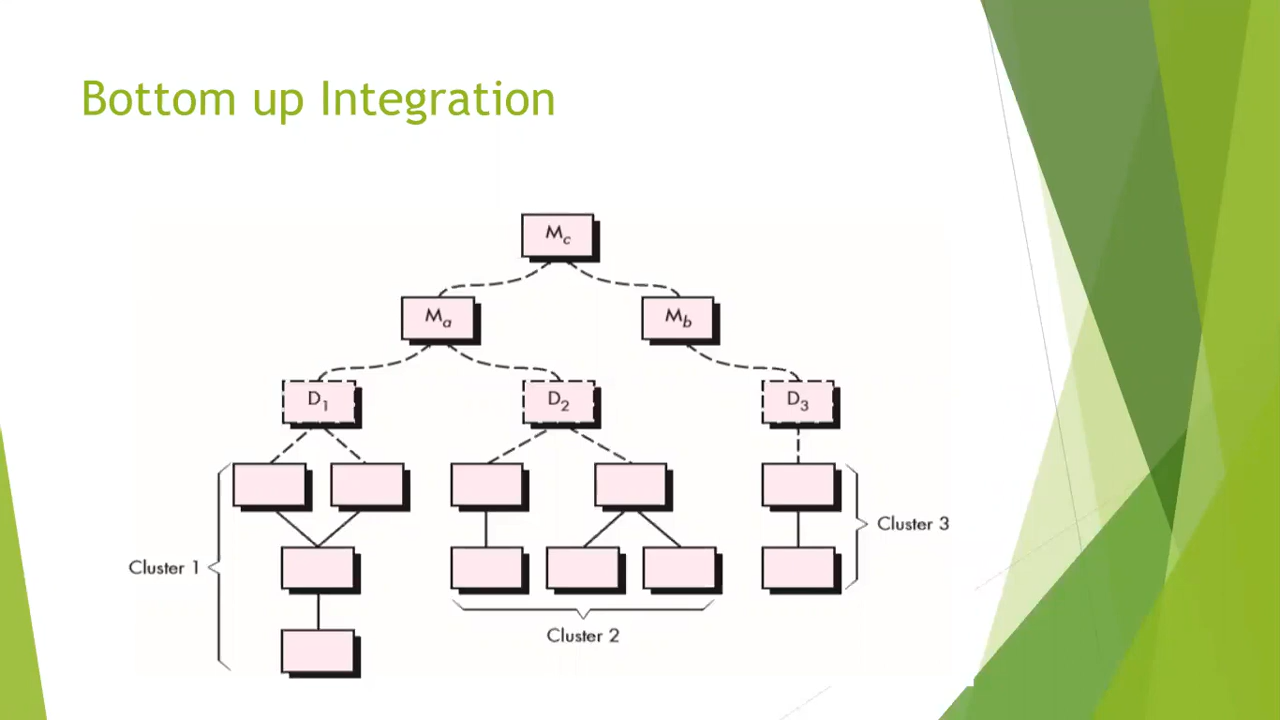 Bottom up Integration
Mc
Ma
Mb
D1
D2
D3
Cluster 3
Cluster 1
Cluster 2